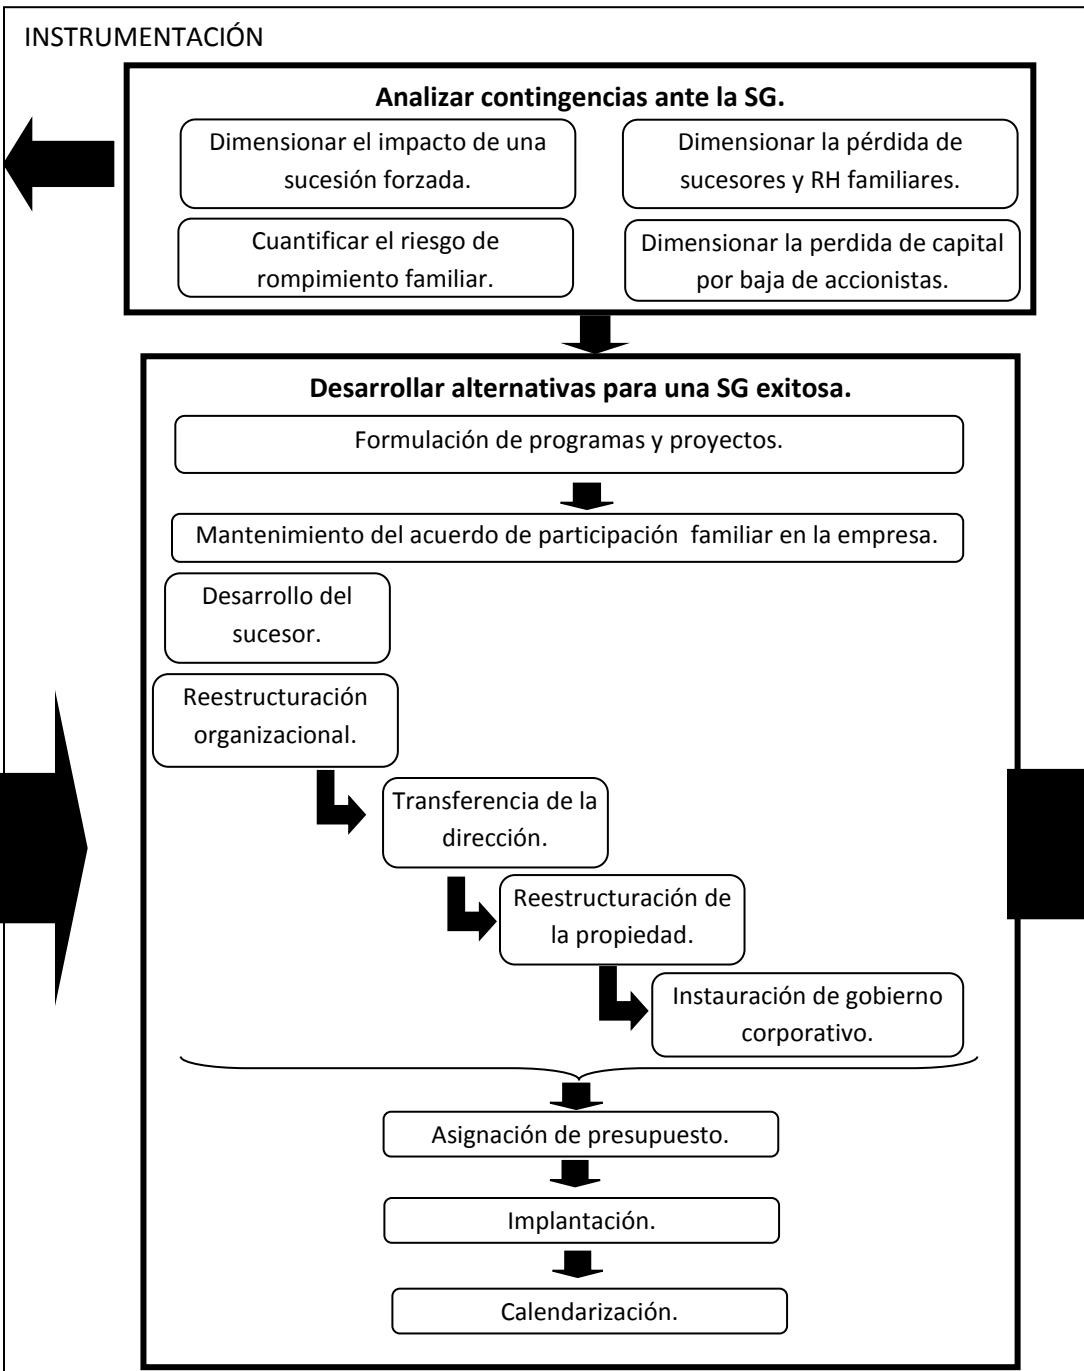 INSTRUMENTACIÓN
Analizar contingencias ante la SG.
Dimensionar el impacto de una
sucesión forzada.
Dimensionar la pérdida de
sucesores y RH familiares.
Cuantificar el riesgo de
rompimiento familiar.
Dimensionar la perdida de capital
por baja de accionistas.
Desarrollar alternativas para una SG exitosa.
Formulación de programas y proyectos.
Mantenimiento del acuerdo de participación familiar en la empresa.
Desarrollo del
sucesor.
Reestructuración
organizacional.
Transferencia de la
dirección.
Reestructuración de
la propiedad.
Instauración de gobierno
corporativo.
Asignación de presupuesto.
Implantación.
Calendarización.